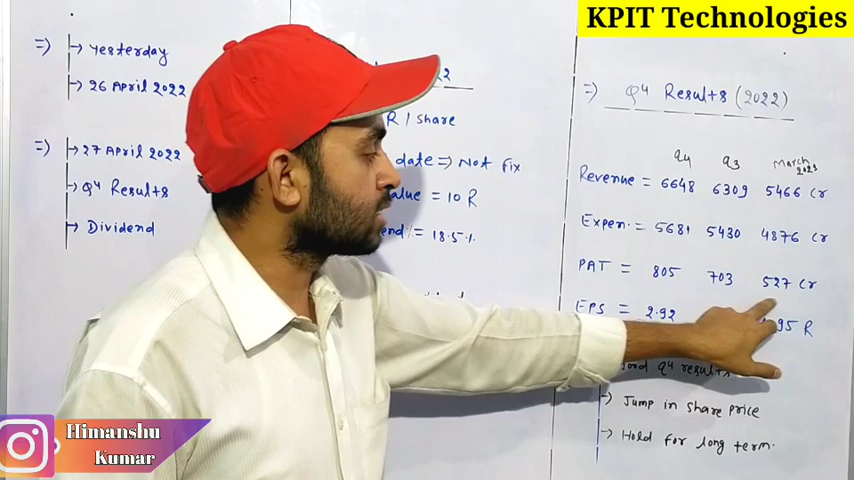 KPIT Technologies
=> → Yesterday
→ 26 April 2022
=> → 27 April 2022
→ Q4 Results
→ Dividend
22
R / share
date => Not Fix
alue = 10 R
end % = 18.5 %
=> Q4 Results (2022)
Q4 Q3 March 2021
Revenue = 6648 6309 5466 Cr
Expen. = 5681 5430 4876 Cr
PAT = 805 703 527 Cr
EPS = 2.92 95 R
Good Q4 results
→ Jump in share price
→ Hold for long term.
Himanshu
Kumar